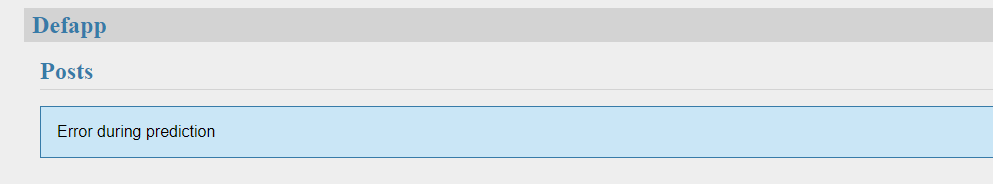 Defapp
Posts
Error during prediction